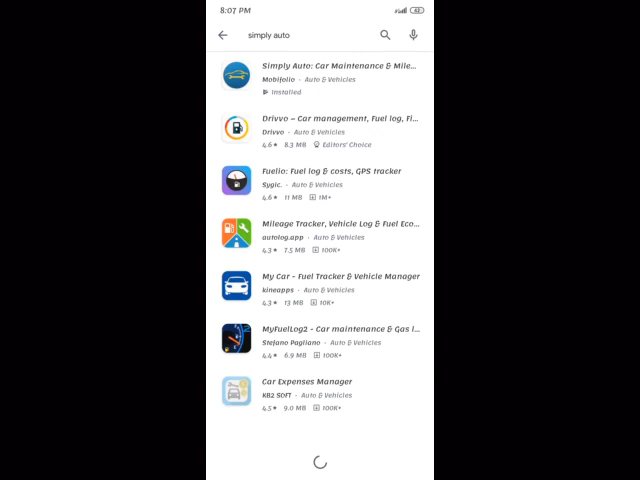 8:07 PM
62
simply auto
Simply Auto: Car Maintenance & Mile...
Mobifolio · Auto & Vehicles
Installed
Drivvo – Car management, Fuel log, Fi...
Drivvo · Auto & Vehicles
4.6★ 8.3 MB Editors' Choice
Fuelio: Fuel log & costs, GPS tracker
Sygic. · Auto & Vehicles
4.6★ 11 MB 1M+
Mileage Tracker, Vehicle Log & Fuel Eco...
autolog.app · Auto & Vehicles
4.3★ 7.5 MB 100K+
My Car - Fuel Tracker & Vehicle Manager
kineapps · Auto & Vehicles
4.3★ 13 MB 10K+
MyFuelLog2 - Car maintenance & Gas l...
Stefano Pagliano · Auto & Vehicles
4.4★ 6.9 MB 100K+
Car Expenses Manager
KB2 SOFT · Auto & Vehicles
4.5★ 9.0 MB 100K+